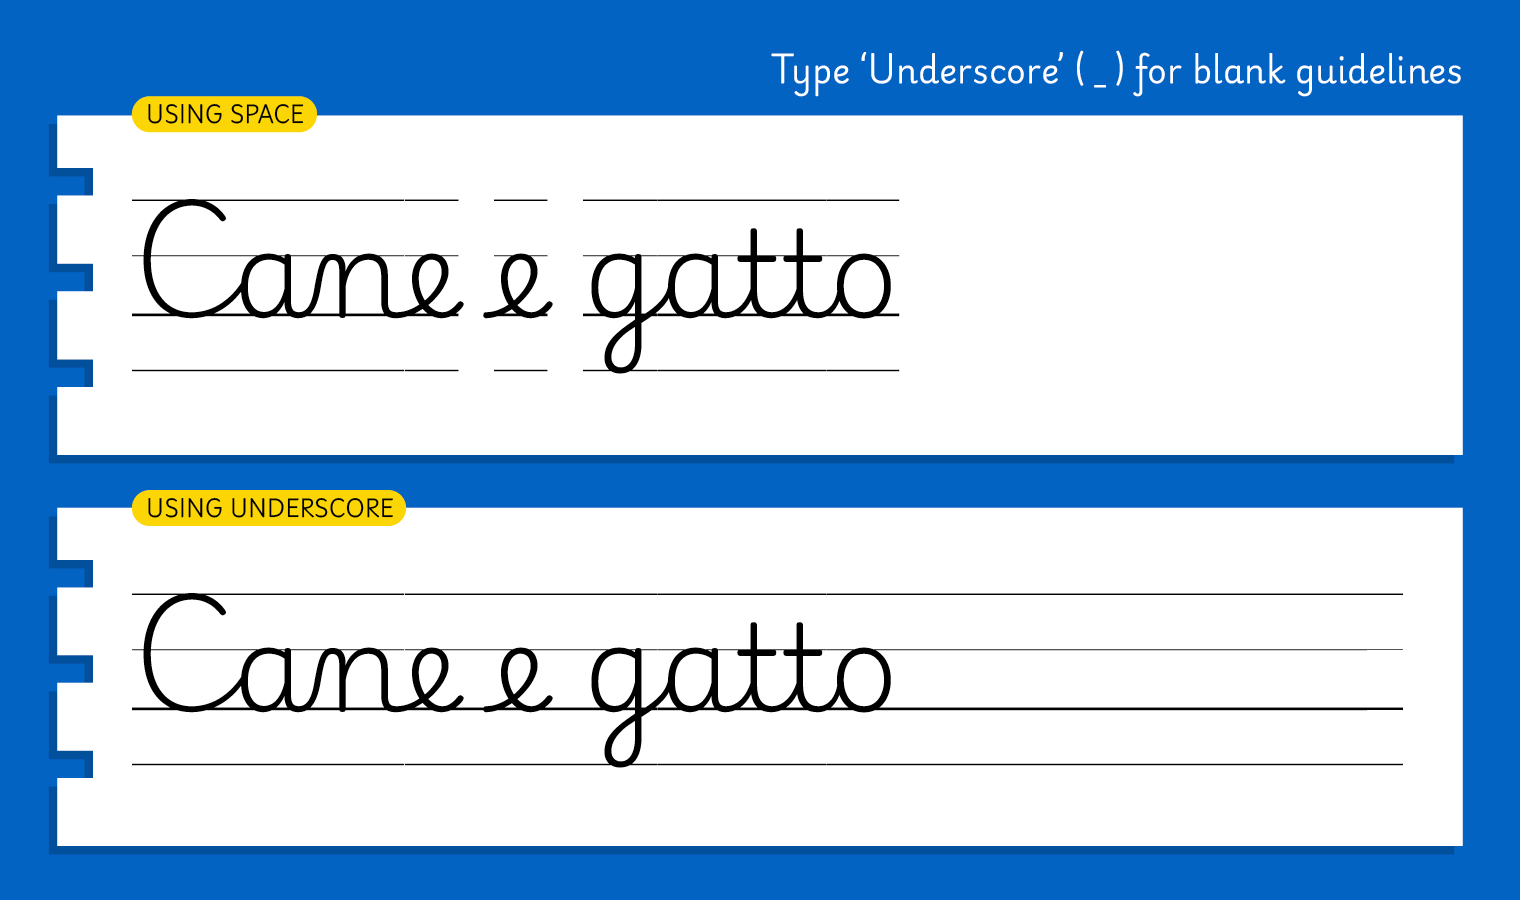 Type ‘Underscore’ ( _ ) for blank guidelines
USING SPACE
Cane e gatto
USING UNDERSCORE
Cane e gatto